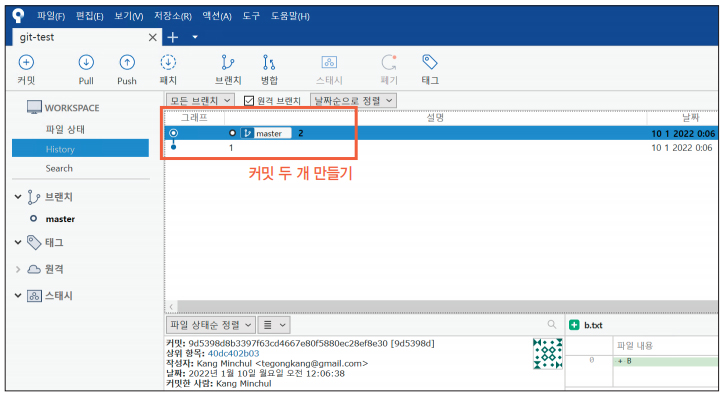 파일(F) 편집(E) 보기(V) 저장소(R) 액션(A) 도구 도움말(H)
git-test
커밋 Pull Push 패치 브랜치 병합 스태시 폐기 태그
WORKSPACE
파일 상태
History
Search
브랜치
master
태그
원격
스태시
모든 브랜치 원격 브랜치 날짜순으로 정렬
그래프 설명 날짜
master 2 10 1 2022 0:06
1 10 1 2022 0:06
커밋 두 개 만들기
파일 상태순 정렬
커밋: 9d5398d8b3397f63cd4667e80f5880ec28ef8e30 [9d5398d]
상위 항목: 40dc402b03
작성자: Kang Minchul <tegongkang@gmail.com>
날짜: 2022년 1월 10일 월요일 오전 12:06:38
커밋한 사람: Kang Minchul
b.txt
파일 내용
0 + B